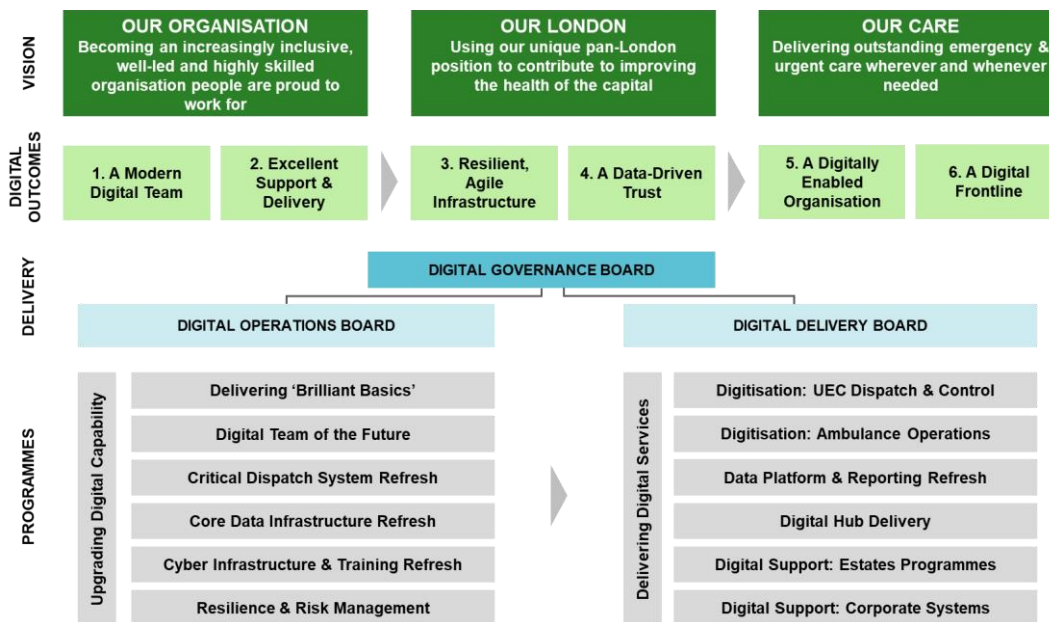 VISION
OUR ORGANISATION
Becoming an increasingly inclusive,
well-led and highly skilled
organisation people are proud to
work for
OUR LONDON
Using our unique pan-London
position to contribute to improving
the health of the capital
OUR CARE
Delivering outstanding emergency &
urgent care wherever and whenever
needed
DIGITAL
OUTCOMES
1. A Modern
Digital Team
2. Excellent
Support &
Delivery
3. Resilient,
Agile
Infrastructure
4. A Data-Driven
Trust
5. A Digitally
Enabled
Organisation
6. A Digital
Frontline
DELIVERY
DIGITAL GOVERNANCE BOARD
DIGITAL OPERATIONS BOARD
DIGITAL DELIVERY BOARD
PROGRAMMES
Upgrading Digital Capability
Delivering ‘Brilliant Basics’
Digital Team of the Future
Critical Dispatch System Refresh
Core Data Infrastructure Refresh
Cyber Infrastructure & Training Refresh
Resilience & Risk Management
Delivering Digital Services
Digitisation: UEC Dispatch & Control
Digitisation: Ambulance Operations
Data Platform & Reporting Refresh
Digital Hub Delivery
Digital Support: Estates Programmes
Digital Support: Corporate Systems